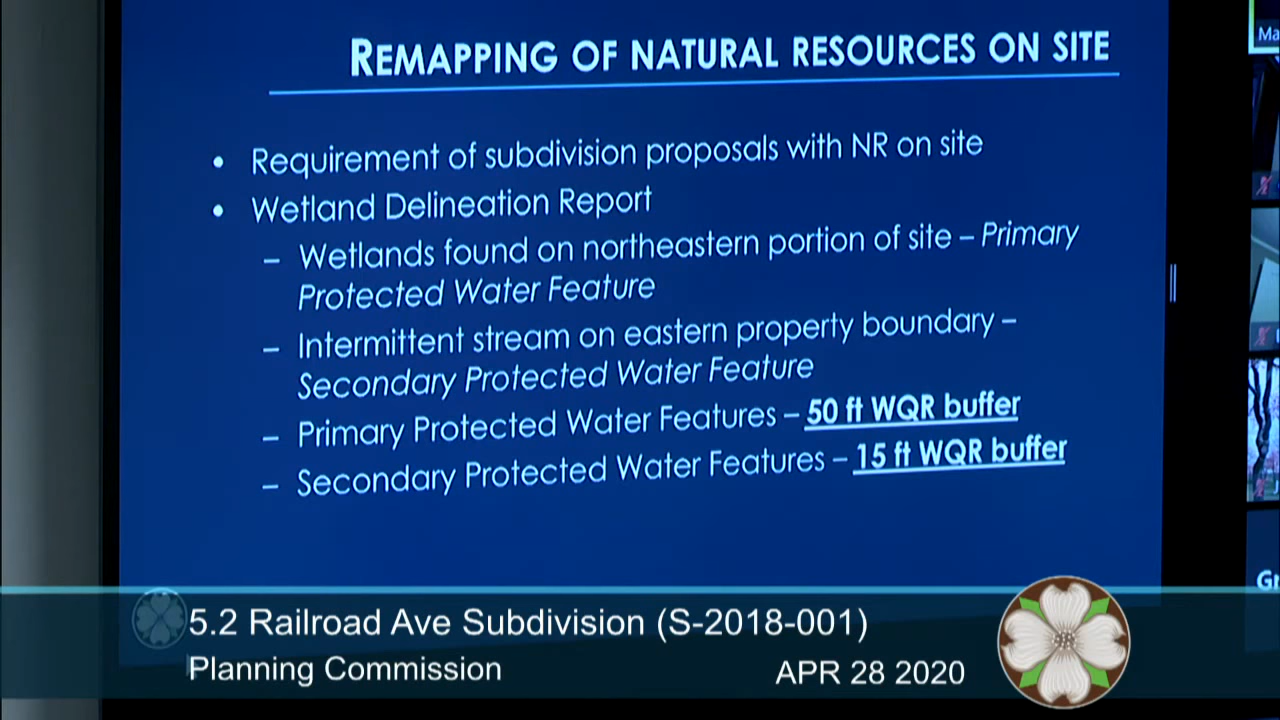 REMAPPING OF NATURAL RESOURCES ON SITE
• Requirement of subdivision proposals with NR on site
• Wetland Delineation Report
– Wetlands found on northeastern portion of site – Primary
Protected Water Feature
– Intermittent stream on eastern property boundary –
Secondary Protected Water Feature
– Primary Protected Water Features – 50 ft WQR buffer
– Secondary Protected Water Features – 15 ft WQR buffer
5.2 Railroad Ave Subdivision (S-2018-001)
Planning Commission
APR 28 2020